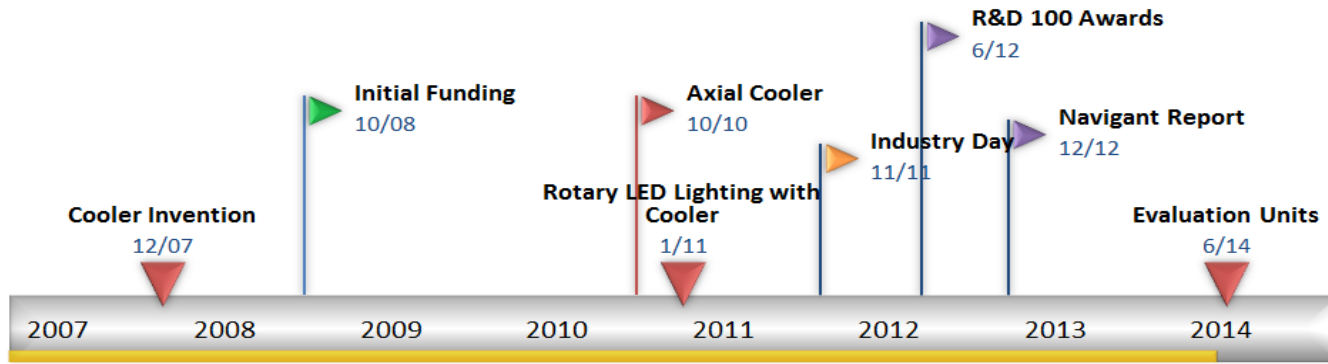 R&D 100 Awards
6/12
Initial Funding
10/08
Axial Cooler
10/10
Navigant Report
12/12
Industry Day
11/11
Rotary LED Lighting with
Cooler
1/11
Cooler Invention
12/07
Evaluation Units
6/14
2007 2008 2009 2010 2011 2012 2013 2014